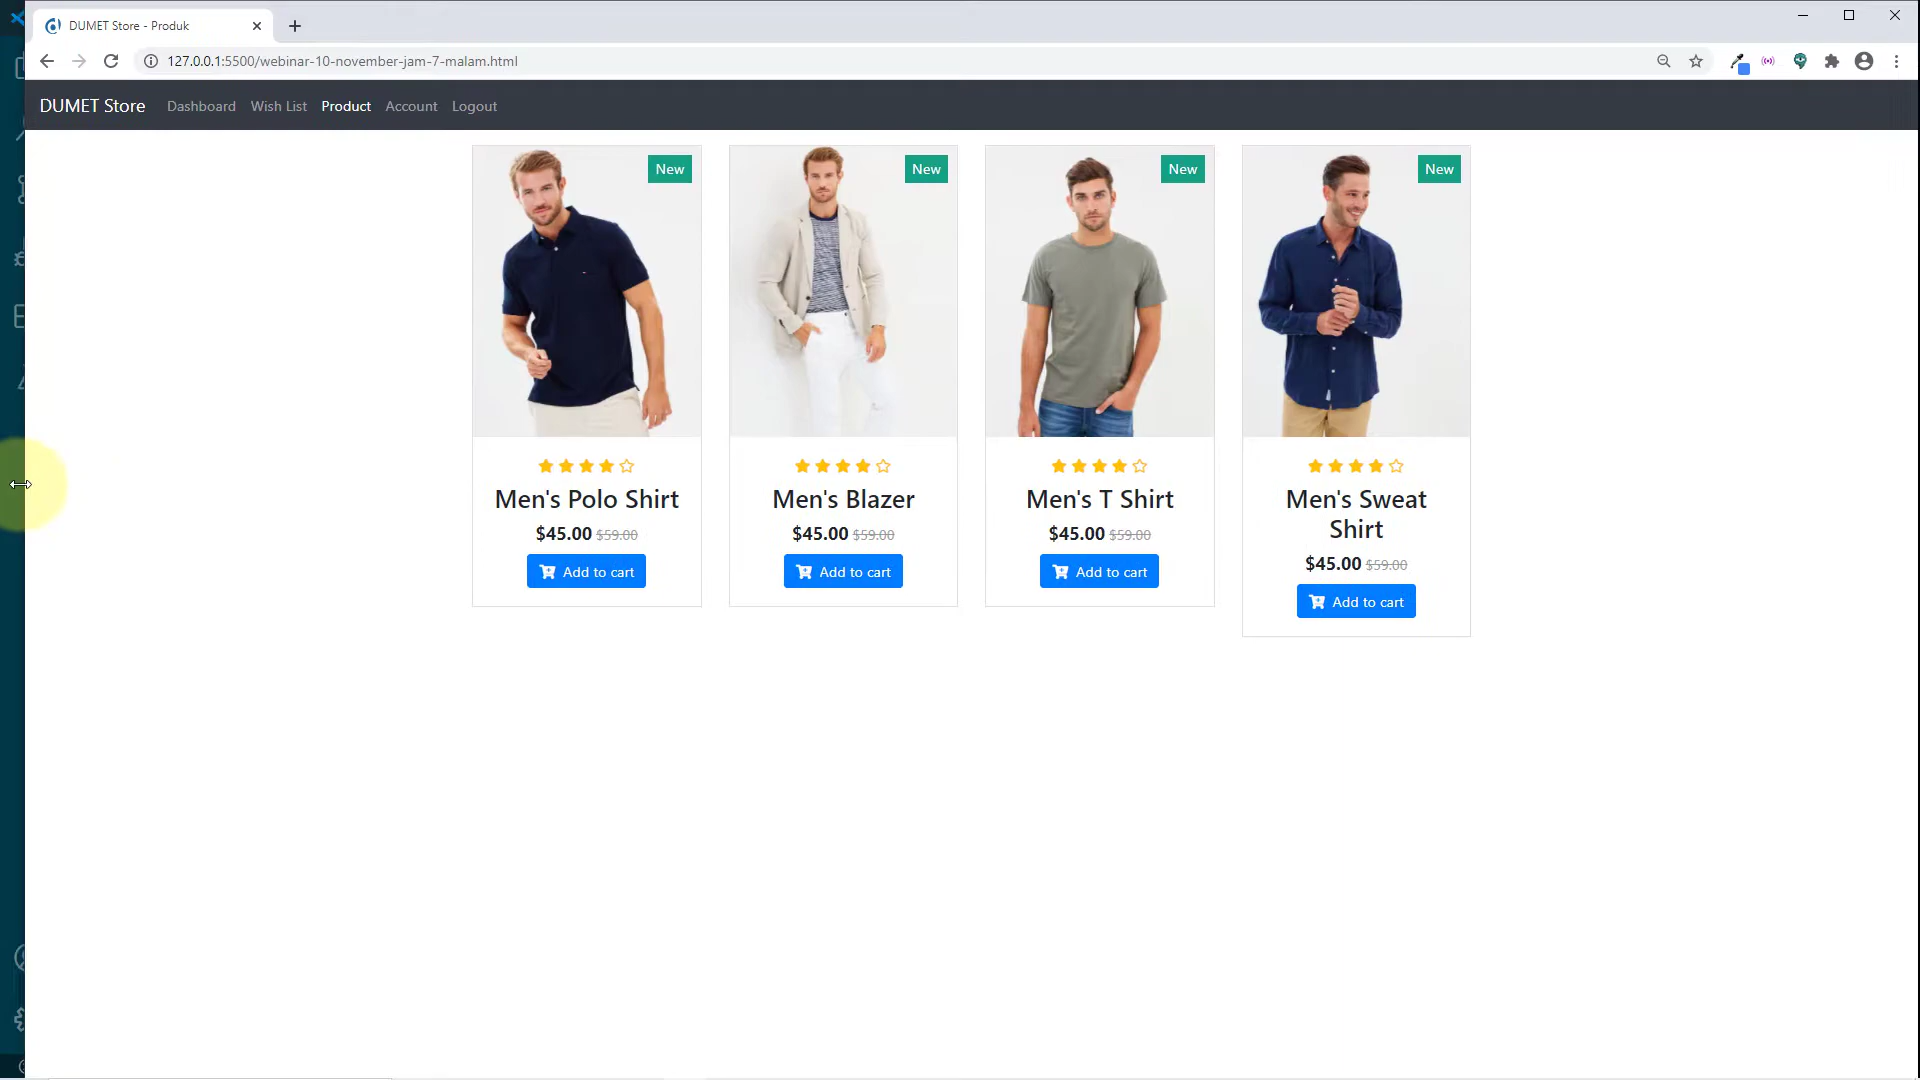 DUMET Store - Produk
127.0.0.1:5500/webinar-10-november-jam-7-malam.html
DUMET Store Dashboard Wish List Product Account Logout
New New New New
Men's Polo Shirt
$45.00 $59.00
Add to cart
Men's Blazer
$45.00 $59.00
Add to cart
Men's T Shirt
$45.00 $59.00
Add to cart
Men's Sweat
Shirt
$45.00 $59.00
Add to cart